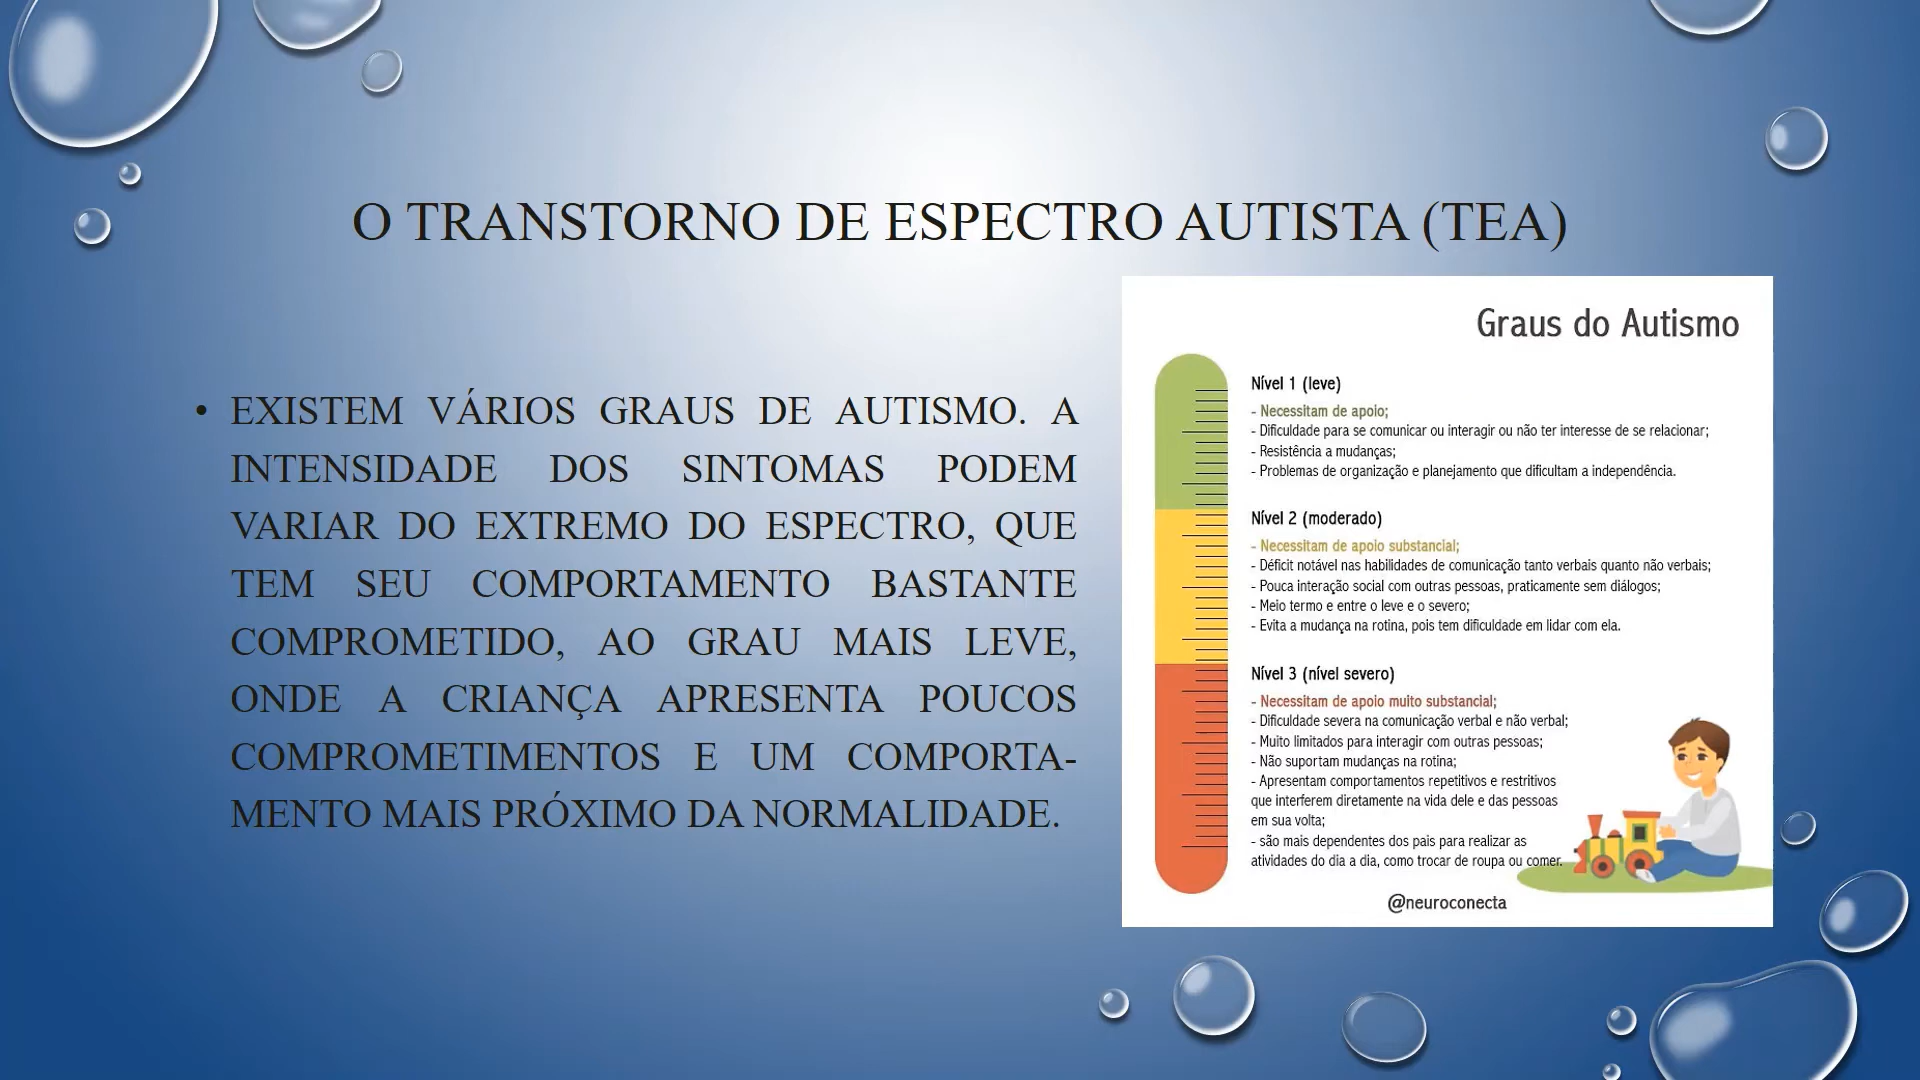 O TRANSTORNO DE ESPECTRO AUTISTA (TEA)
• EXISTEM VÁRIOS GRAUS DE AUTISMO. A
INTENSIDADE DOS SINTOMAS PODEM
VARIAR DO EXTREMO DO ESPECTRO, QUE
TEM SEU COMPORTAMENTO BASTANTE
COMPROMETIDO, AO GRAU MAIS LEVE,
ONDE A CRIANÇA APRESENTA POUCOS
COMPROMETIMENTOS E UM COMPORTA-
MENTO MAIS PRÓXIMO DA NORMALIDADE.
Graus do Autismo
Nível 1 (leve)
- Necessitam de apoio;
- Dificuldade para se comunicar ou interagir ou não ter interesse de se relacionar;
- Resistência a mudanças;
- Problemas de organização e planejamento que dificultam a independência.
Nível 2 (moderado)
- Necessitam de apoio substancial;
- Déficit notável nas habilidades de comunicação tanto verbais quanto não verbais;
- Pouca interação social com outras pessoas, praticamente sem diálogos;
- Meio termo e entre o leve e o severo;
- Evita a mudança na rotina, pois tem dificuldade em lidar com ela.
Nível 3 (nível severo)
- Necessitam de apoio muito substancial;
- Dificuldade severa na comunicação verbal e não verbal;
- Muito limitados para interagir com outras pessoas;
- Não suportam mudanças na rotina;
- Apresentam comportamentos repetitivos e restritivos
que interferem diretamente na vida dele e das pessoas
em sua volta;
- são mais dependentes dos pais para realizar as
atividades do dia a dia, como trocar de roupa ou comer.
@neuroconecta